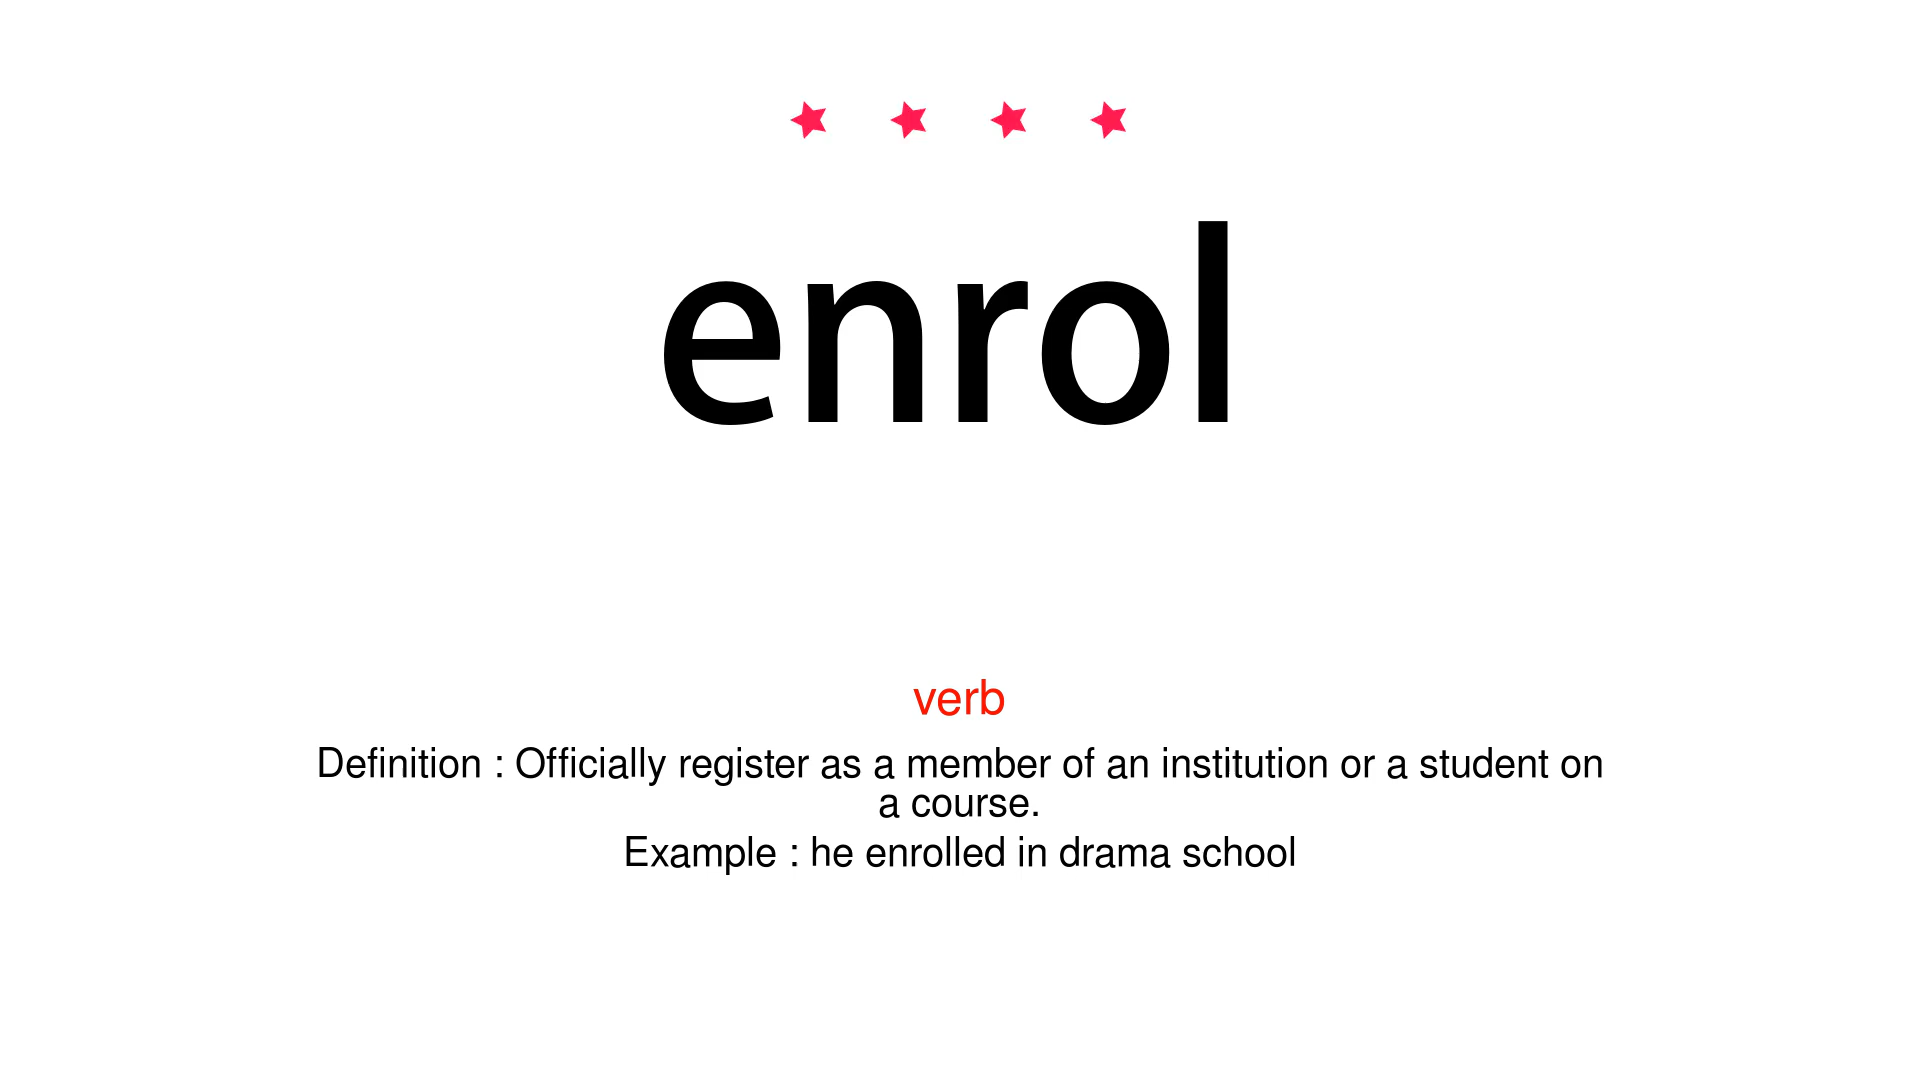 enrol
verb
Definition : Officially register as a member of an institution or a student on
a course.
Example : he enrolled in drama school